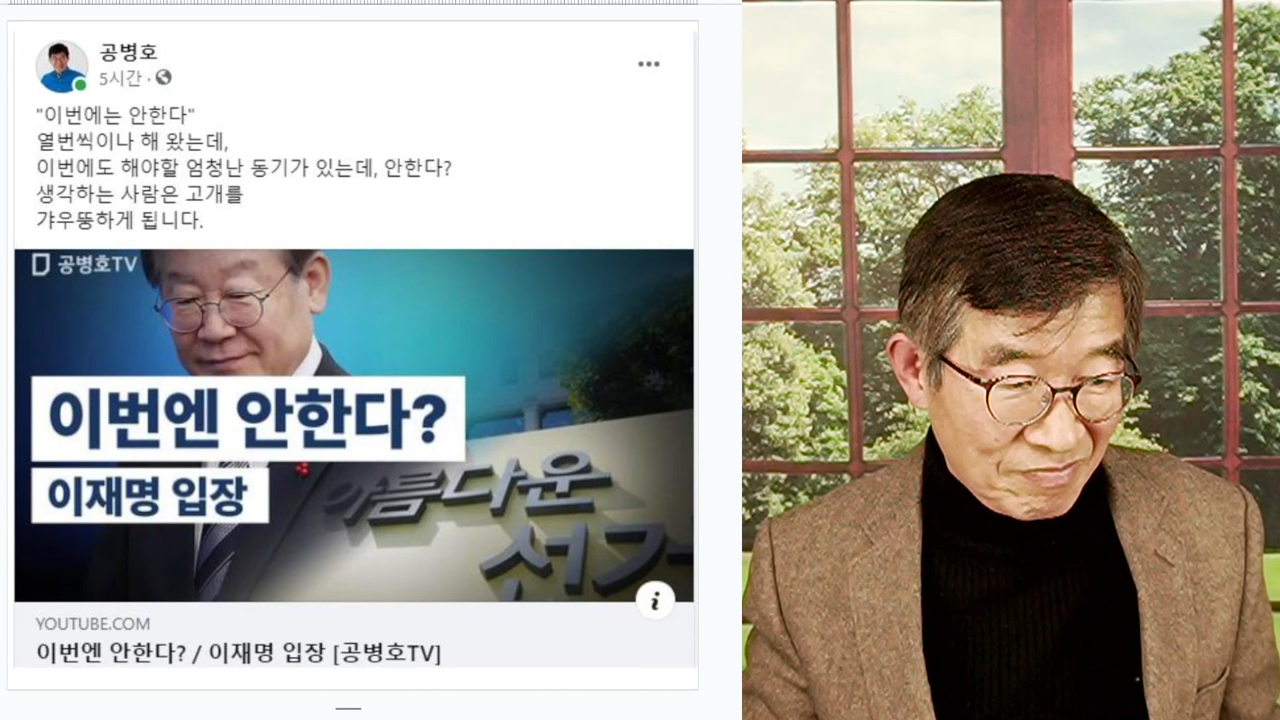 공병호
5시간 ·
"이번에는 안한다"
열번씩이나 해 왔는데,
이번에도 해야할 엄청난 동기가 있는데, 안한다?
생각하는 사람은 고개를
갸우뚱하게 됩니다.
공병호TV
이번엔 안한다?
이재명 입장
아름다운
선거
YOUTUBE.COM
이번엔 안한다? / 이재명 입장 [공병호TV]